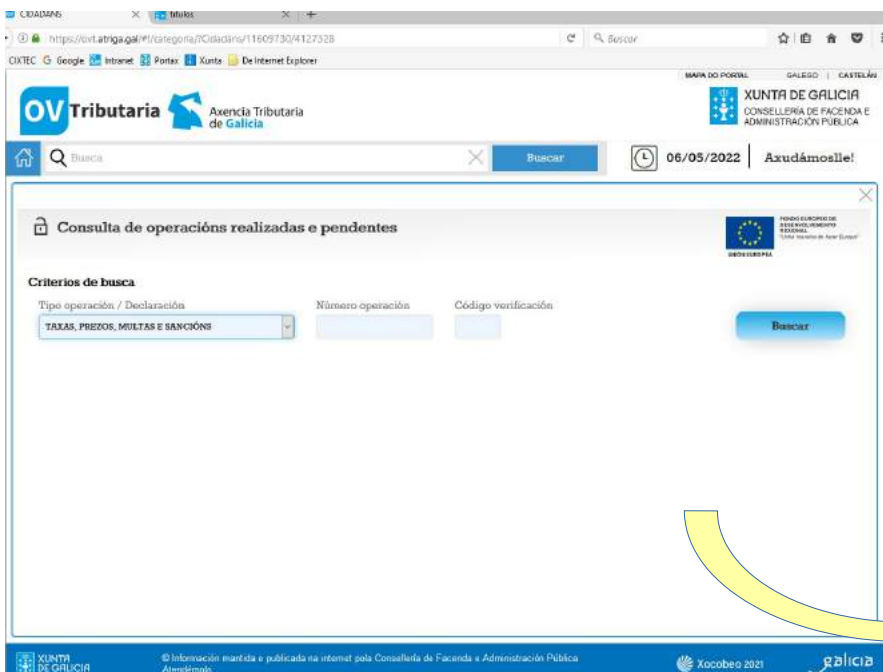 CIDADÁNS
titulos
https://ovt.atriga.gal/#!/categoria/?Cidadáns/11609730/4127328
Buscar
CIXTEC Google Intranet Portax Xunta De Internet Explorer
MAPA DO PORTAL GALEGO | CASTELÁN
OV Tributaria
Axencia Tributaria
de Galicia
XUNTA DE GALICIA
CONSELLERÍA DE FACENDA E
ADMINISTRACIÓN PÚBLICA
Busca
Buscar
06/05/2022
Axudámoslle!
Consulta de operacións realizadas e pendentes
FONDO EUROPEO DE
DESENVOLVEMENTO
REXIONAL
UNIÓN EUROPEA
Criterios de busca
Tipo operación / Declaración Número operación Código verificación
TAXAS, PREZOS, MULTAS E SANCIÓNS
Buscar
XUNTA
DE GALICIA
© Información mantida e publicada na internet pola Consellería de Facenda e Administración Pública
Atendémolo
Xacobeo 2021
galicia